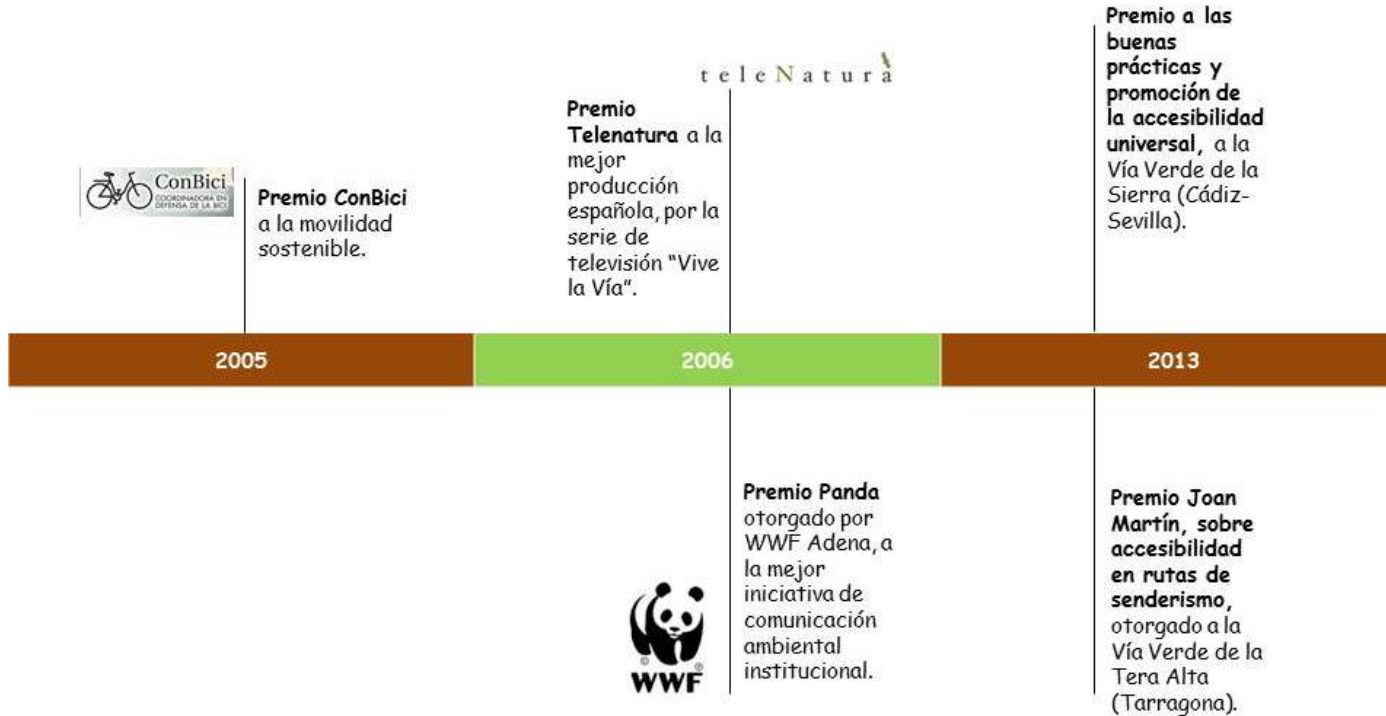 ConBici
COORDINADORA EN
DEFENSA DE LA BICI
Premio ConBici
a la movilidad
sostenible.
teleNatura
Premio
Telenatura a la
mejor
producción
española, por la
serie de
televisión "Vive
la Vía".
Premio a las
buenas
prácticas y
promoción de
la accesibilidad
universal, a la
Vía Verde de la
Sierra (Cádiz-
Sevilla).
2005
2006
2013
WWF
Premio Panda
otorgado por
WWF Adena, a
la mejor
iniciativa de
comunicación
ambiental
institucional.
Premio Joan
Martín, sobre
accesibilidad
en rutas de
senderismo,
otorgado a la
Vía Verde de la
Tera Alta
(Tarragona).